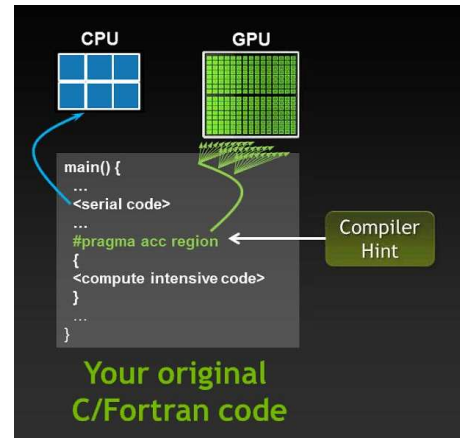 CPU
GPU
main() {
...
<serial code>
...
#pragma acc region
{
<compute intensive code>
}
...
}
Compiler
Hint
Your original
C/Fortran code